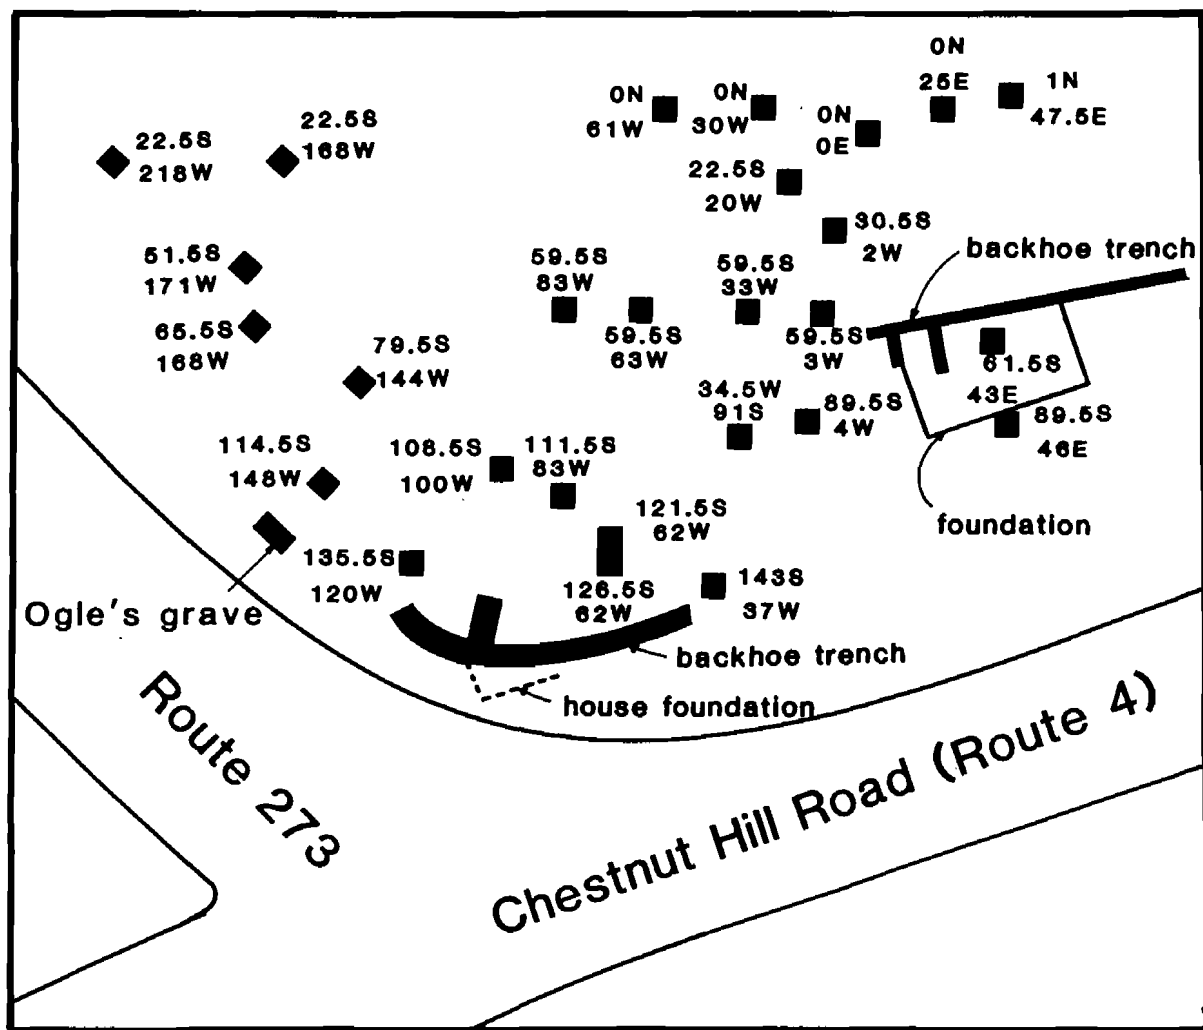 0N
25E
1N
47.5E
0N
61W
0N
30W
0N
0E
22.5S
218W
22.5S
168W
22.5S
20W
30.5S
2W
backhoe trench
51.5S
171W
59.5S
83W
59.5S
33W
65.5S
168W
59.5S
63W
59.5S
3W
61.5S
43E
79.5S
144W
34.5W
91S
89.5S
4W
89.5S
46E
114.5S
148W
108.5S
100W
111.5S
83W
foundation
121.5S
62W
135.5S
120W
126.5S
62W
143S
37W
Ogle's grave
backhoe trench
house foundation
Route 273
Chestnut Hill Road (Route 4)